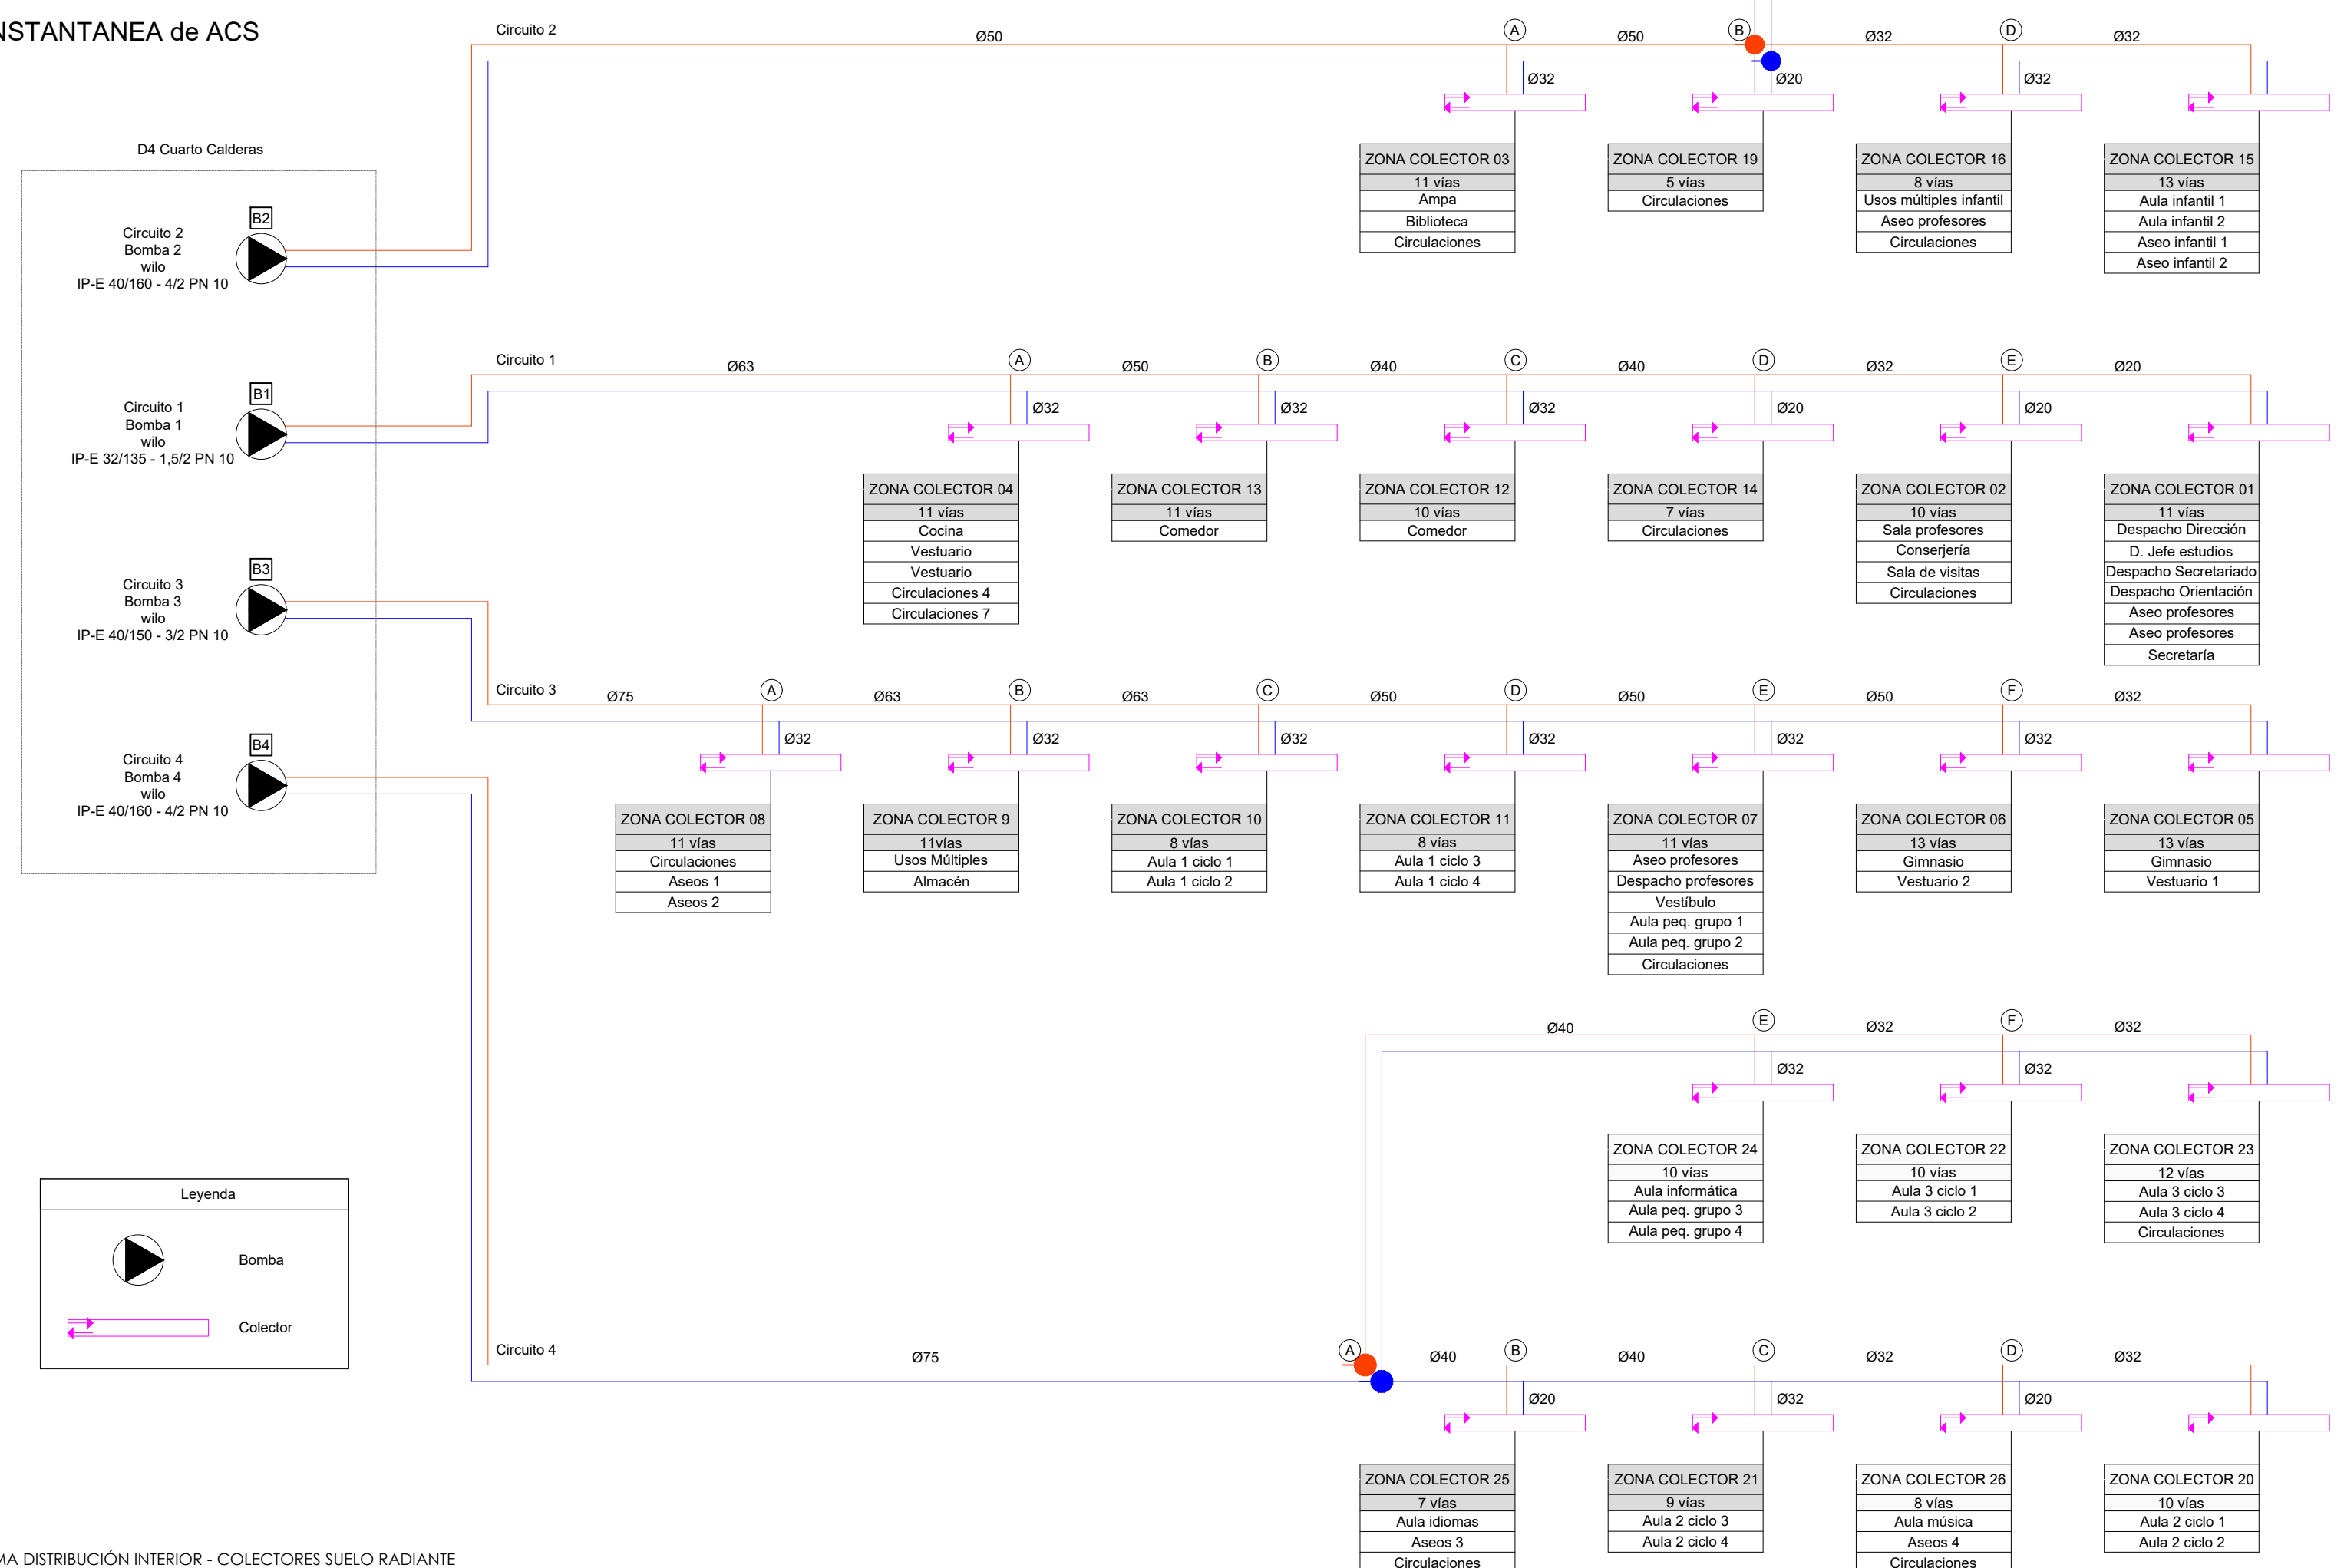 NSTANTANEA de ACS
Circuito 2
Ø50
A
Ø50
B
Ø32
D
Ø32
Ø32
Ø20
Ø32
ZONA COLECTOR 03
11 vías
Ampa
Biblioteca
Circulaciones
ZONA COLECTOR 19
5 vías
Circulaciones
ZONA COLECTOR 16
8 vías
Usos múltiples infantil
Aseo profesores
Circulaciones
ZONA COLECTOR 15
13 vías
Aula infantil 1
Aula infantil 2
Aseo infantil 1
Aseo infantil 2
D4 Cuarto Calderas
B2
Circuito 2
Bomba 2
wilo
IP-E 40/160 - 4/2 PN 10
B1
Circuito 1
Bomba 1
wilo
IP-E 32/135 - 1,5/2 PN 10
B3
Circuito 3
Bomba 3
wilo
IP-E 40/150 - 3/2 PN 10
B4
Circuito 4
Bomba 4
wilo
IP-E 40/160 - 4/2 PN 10
Circuito 1
Ø63
A
Ø50
B
Ø40
C
Ø40
D
Ø32
E
Ø20
Ø32
Ø32
Ø32
Ø20
Ø20
ZONA COLECTOR 04
11 vías
Cocina
Vestuario
Vestuario
Circulaciones 4
Circulaciones 7
ZONA COLECTOR 13
11 vías
Comedor
ZONA COLECTOR 12
10 vías
Comedor
ZONA COLECTOR 14
7 vías
Circulaciones
ZONA COLECTOR 02
10 vías
Sala profesores
Conserjería
Sala de visitas
Circulaciones
ZONA COLECTOR 01
11 vías
Despacho Dirección
D. Jefe estudios
Despacho Secretariado
Despacho Orientación
Aseo profesores
Aseo profesores
Secretaría
Circuito 3
Ø75
A
Ø63
B
Ø63
C
Ø50
D
Ø50
E
Ø50
F
Ø32
Ø32
Ø32
Ø32
Ø32
Ø32
Ø32
ZONA COLECTOR 08
11 vías
Circulaciones
Aseos 1
Aseos 2
ZONA COLECTOR 9
11vías
Usos Múltiples
Almacén
ZONA COLECTOR 10
8 vías
Aula 1 ciclo 1
Aula 1 ciclo 2
ZONA COLECTOR 11
8 vías
Aula 1 ciclo 3
Aula 1 ciclo 4
ZONA COLECTOR 07
11 vías
Aseo profesores
Despacho profesores
Vestíbulo
Aula peq. grupo 1
Aula peq. grupo 2
Circulaciones
ZONA COLECTOR 06
13 vías
Gimnasio
Vestuario 2
ZONA COLECTOR 05
13 vías
Gimnasio
Vestuario 1
Ø40
E
Ø32
F
Ø32
Ø32
Ø32
ZONA COLECTOR 24
10 vías
Aula informática
Aula peq. grupo 3
Aula peq. grupo 4
ZONA COLECTOR 22
10 vías
Aula 3 ciclo 1
Aula 3 ciclo 2
ZONA COLECTOR 23
12 vías
Aula 3 ciclo 3
Aula 3 ciclo 4
Circulaciones
Leyenda
Bomba
Colector
Circuito 4
Ø75
A
Ø40
B
Ø40
C
Ø32
D
Ø32
Ø20
Ø32
Ø20
ZONA COLECTOR 25
7 vías
Aula idiomas
Aseos 3
Circulaciones
ZONA COLECTOR 21
9 vías
Aula 2 ciclo 3
Aula 2 ciclo 4
ZONA COLECTOR 26
8 vías
Aula música
Aseos 4
Circulaciones
ZONA COLECTOR 20
10 vías
Aula 2 ciclo 1
Aula 2 ciclo 2
MA DISTRIBUCIÓN INTERIOR - COLECTORES SUELO RADIANTE